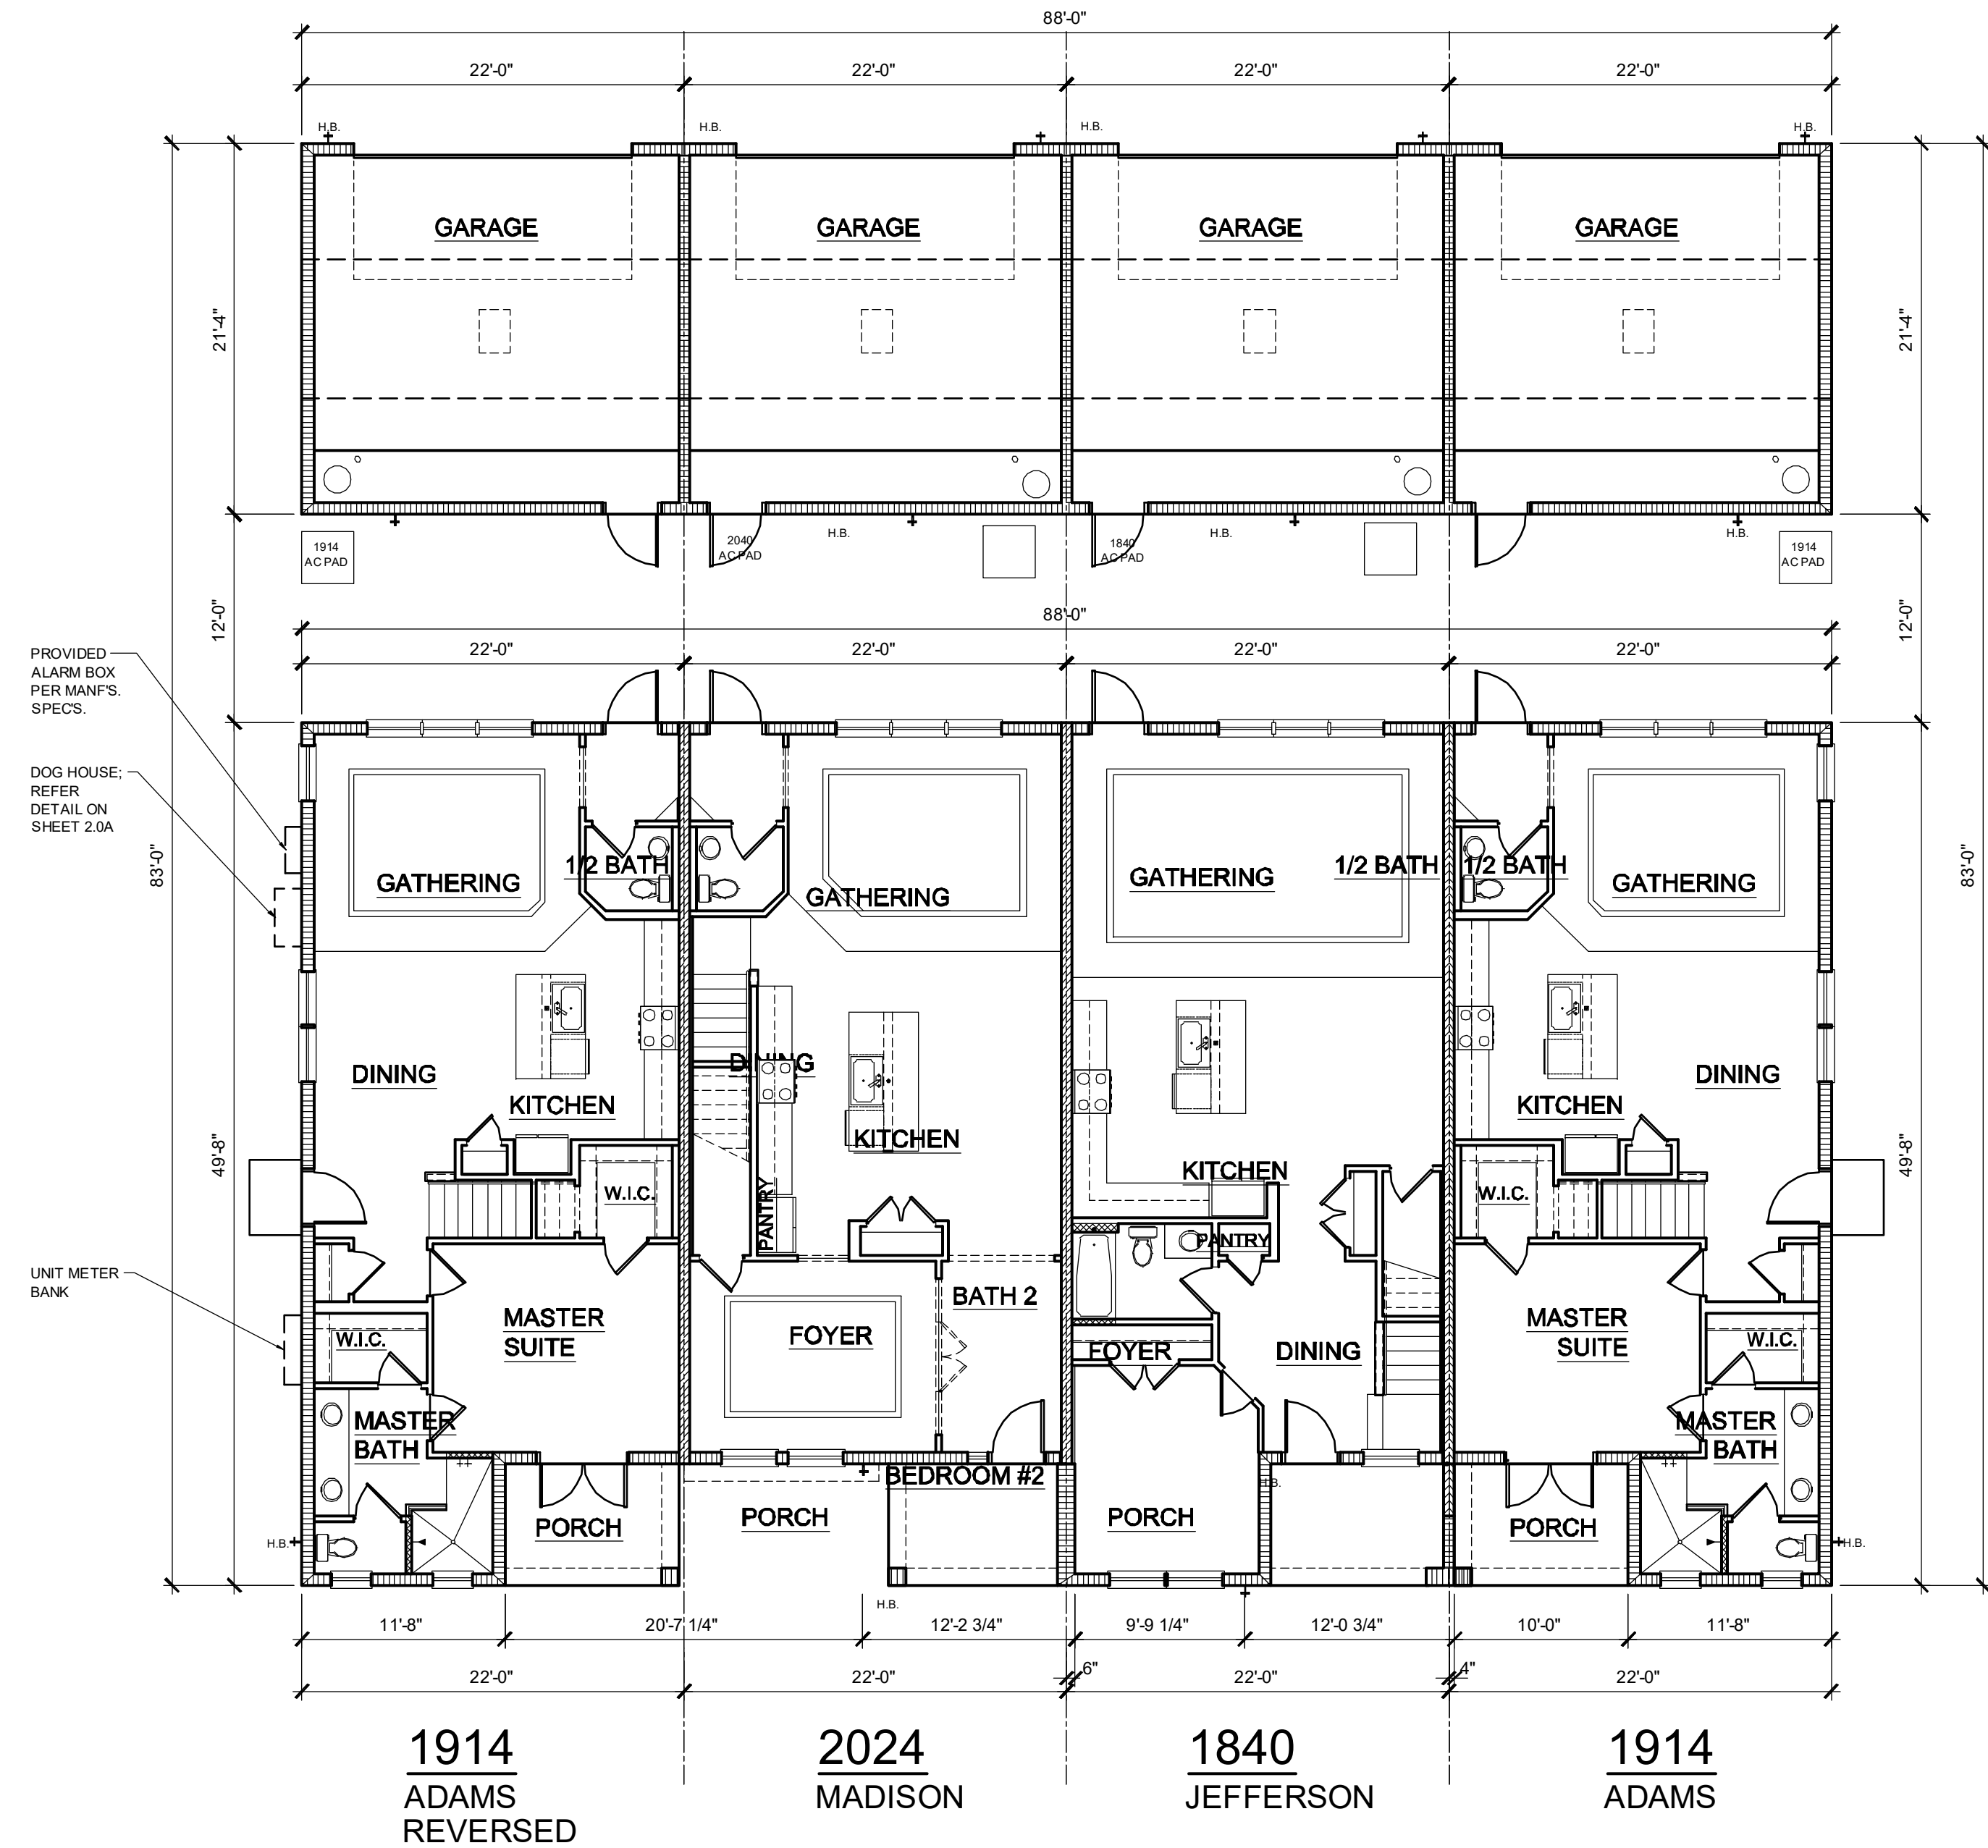 88'-0"
22'-0" 22'-0" 22'-0" 22'-0"
H.B. H.B. H.B. H.B.
GARAGE GARAGE GARAGE GARAGE
21'-4" 21'-4"
1914
AC PAD
2040
AC PAD
H.B.
1840
AC PAD
H.B.
H.B.
1914
AC PAD
12'-0" 12'-0"
88'-0"
22'-0" 22'-0" 22'-0" 22'-0"
PROVIDED
ALARM BOX
PER MANF'S.
SPEC'S.
DOG HOUSE;
REFER
DETAIL ON
SHEET 2.0A
83'-0" 83'-0"
1/2 BATH 1/2 BATH 1/2 BATH
GATHERING GATHERING GATHERING GATHERING
DINING DINING DINING
KITCHEN KITCHEN KITCHEN KITCHEN
49'-8" 49'-8"
W.I.C. W.I.C.
PANTRY PANTRY
UNIT METER
BANK
MASTER
SUITE
BATH 2
FOYER
FOYER
DINING
MASTER
SUITE
W.I.C. W.I.C.
MASTER
BATH
MASTER
BATH
BEDROOM #2
H.B.
PORCH PORCH PORCH PORCH
H.B. H.B.
H.B.
11'-8" 20'-7 1/4" 12'-2 3/4" 9'-9 1/4" 12'-0 3/4" 10'-0" 11'-8"
6" 4"
22'-0" 22'-0" 22'-0" 22'-0"
1914 2024 1840 1914
ADAMS MADISON JEFFERSON ADAMS
REVERSED